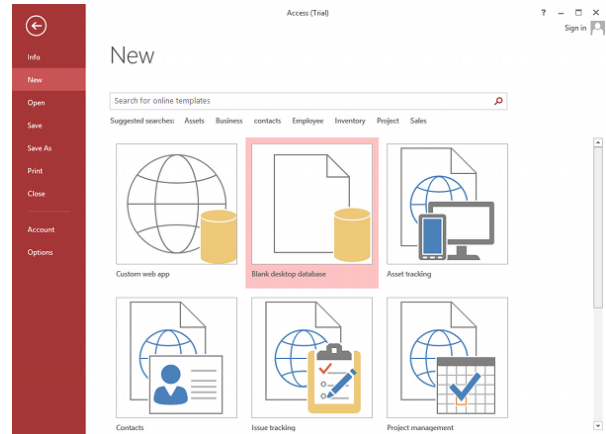 Access (Trial)
?
Sign in
Info
New
Open
Save
Save As
Print
Close
Account
Options
New
Search for online templates
Suggested searches: Assets Business contacts Employee Inventory Project Sales
Custom web app
Blank desktop database
Asset tracking
Contacts
Issue tracking
Project management